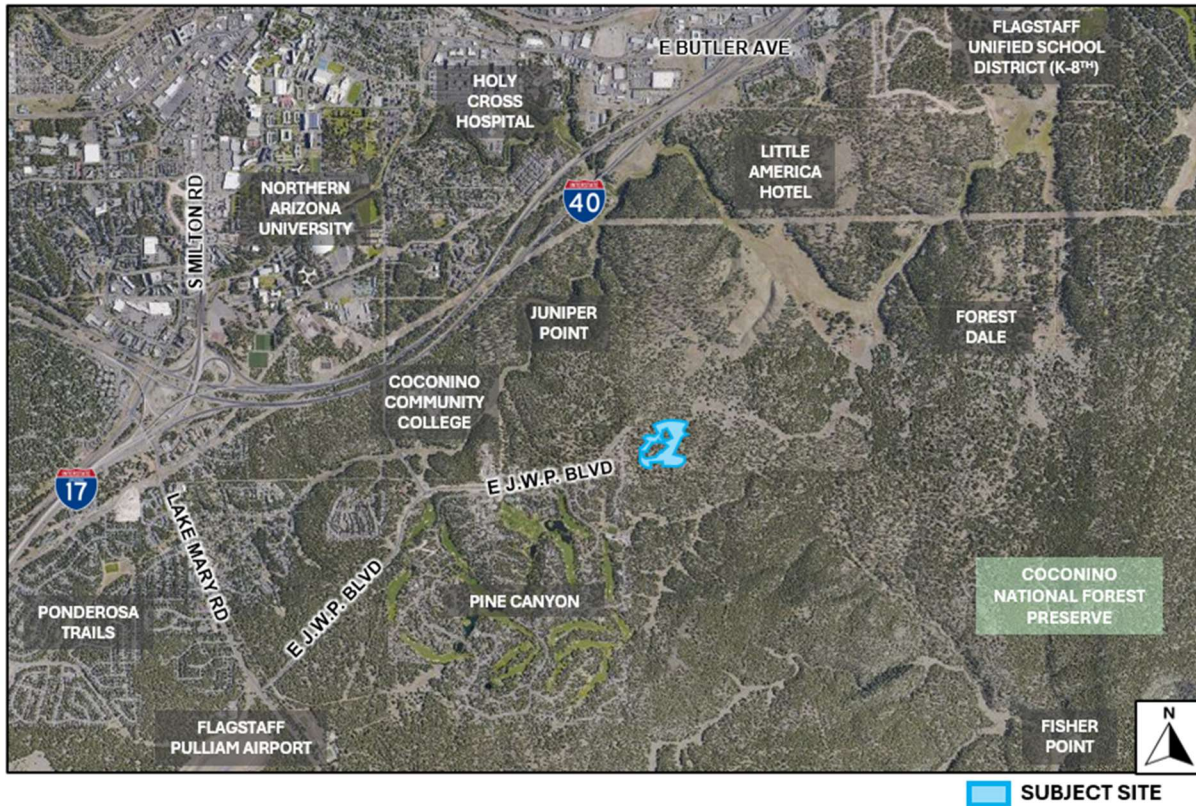 E BUTLER AVE
FLAGSTAFF
UNIFIED SCHOOL
DISTRICT (K-8TH)
HOLY
CROSS
HOSPITAL
LITTLE
AMERICA
HOTEL
S MILTON RD
NORTHERN
ARIZONA
UNIVERSITY
INTERSTATE
40
JUNIPER
POINT
FOREST
DALE
COCONINO
COMMUNITY
COLLEGE
INTERSTATE
17
E J.W.P. BLVD
LAKE MARY RD
E J.W.P. BLVD
PINE CANYON
PONDEROSA
TRAILS
COCONINO
NATIONAL FOREST
PRESERVE
FLAGSTAFF
PULLIAM AIRPORT
FISHER
POINT
N
SUBJECT SITE